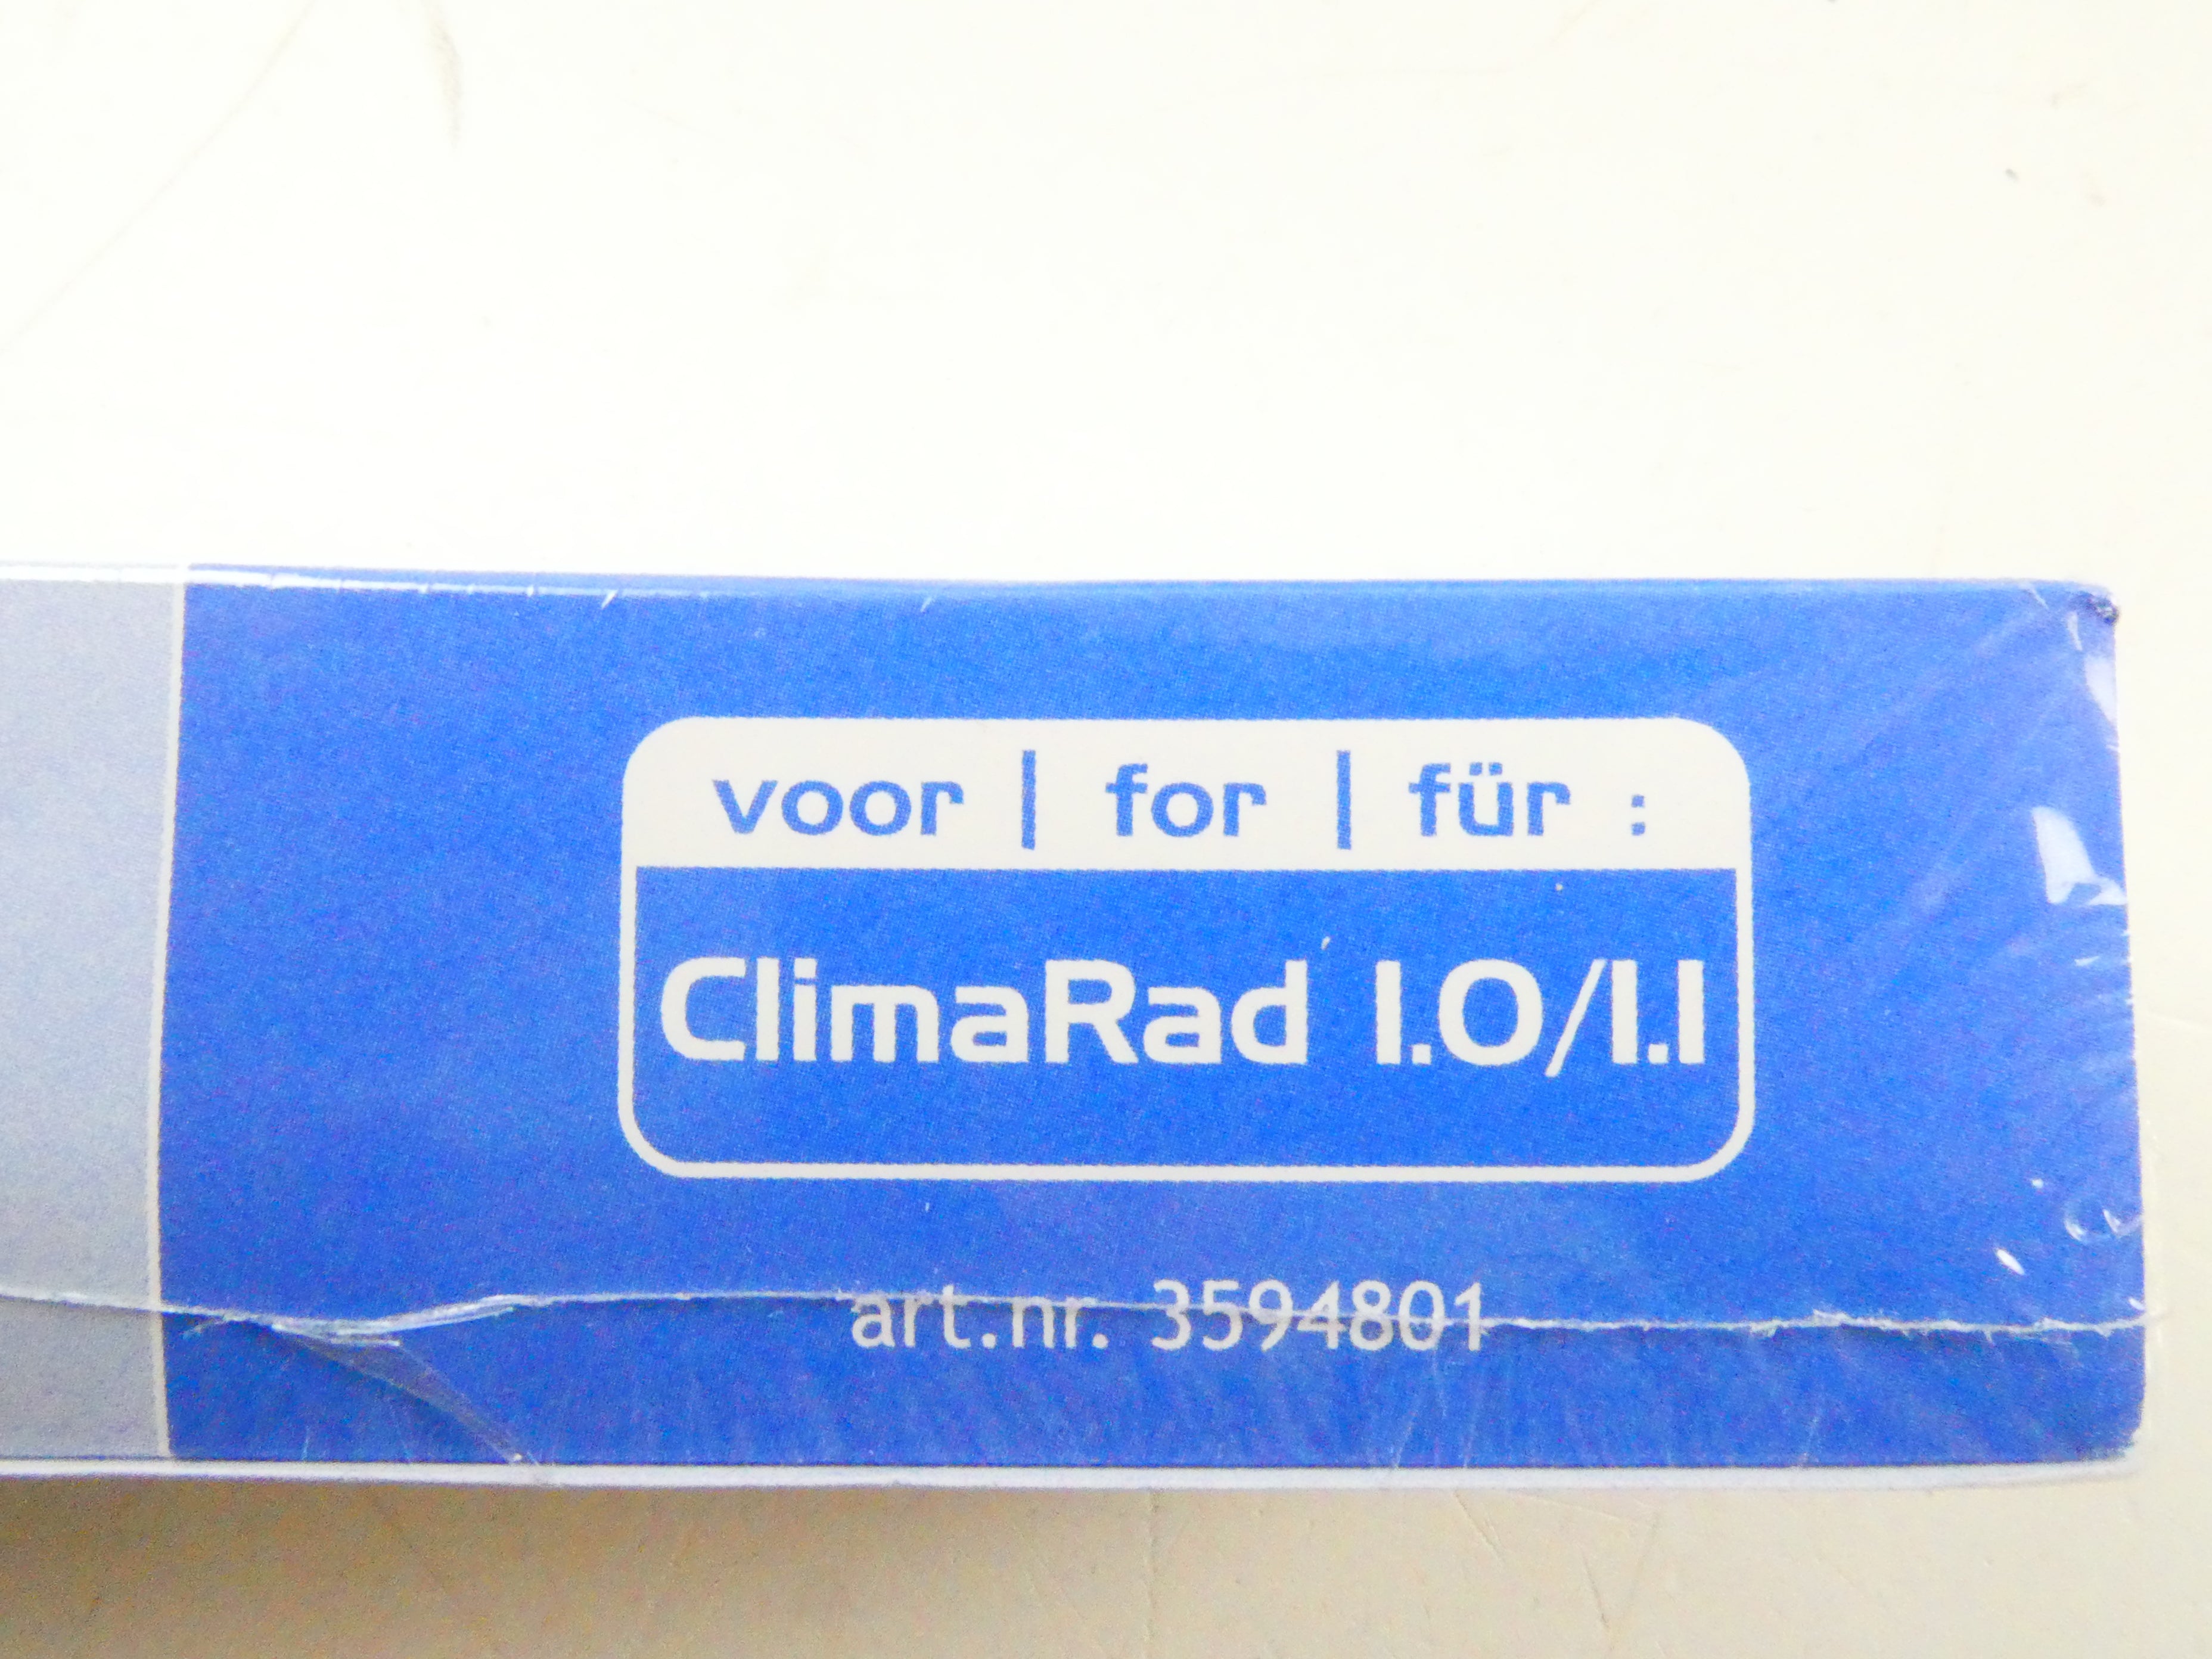 voor | for | für :
ClimaRad 1.0/1.1
art.nr. 3594801